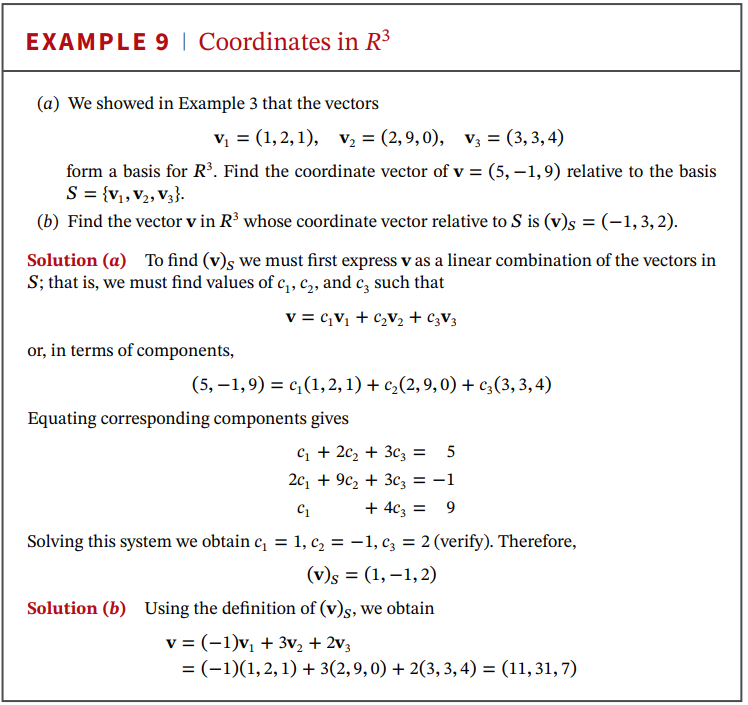 EXAMPLE 9 | Coordinates in R³
(a) We showed in Example 3 that the vectors
v₁ = (1, 2, 1), v₂ = (2, 9, 0), v₃ = (3, 3, 4)
form a basis for R³. Find the coordinate vector of v = (5, −1, 9) relative to the basis
S = {v₁, v₂, v₃}.
(b) Find the vector v in R³ whose coordinate vector relative to S is (v)ₛ = (−1, 3, 2).
Solution (a) To find (v)ₛ we must first express v as a linear combination of the vectors in
S; that is, we must find values of c₁, c₂, and c₃ such that
v = c₁v₁ + c₂v₂ + c₃v₃
or, in terms of components,
(5, −1, 9) = c₁(1, 2, 1) + c₂(2, 9, 0) + c₃(3, 3, 4)
Equating corresponding components gives
c₁ + 2c₂ + 3c₃ = 5
2c₁ + 9c₂ + 3c₃ = −1
c₁ + 4c₃ = 9
Solving this system we obtain c₁ = 1, c₂ = −1, c₃ = 2 (verify). Therefore,
(v)ₛ = (1, −1, 2)
Solution (b) Using the definition of (v)ₛ, we obtain
v = (−1)v₁ + 3v₂ + 2v₃
= (−1)(1, 2, 1) + 3(2, 9, 0) + 2(3, 3, 4) = (11, 31, 7)